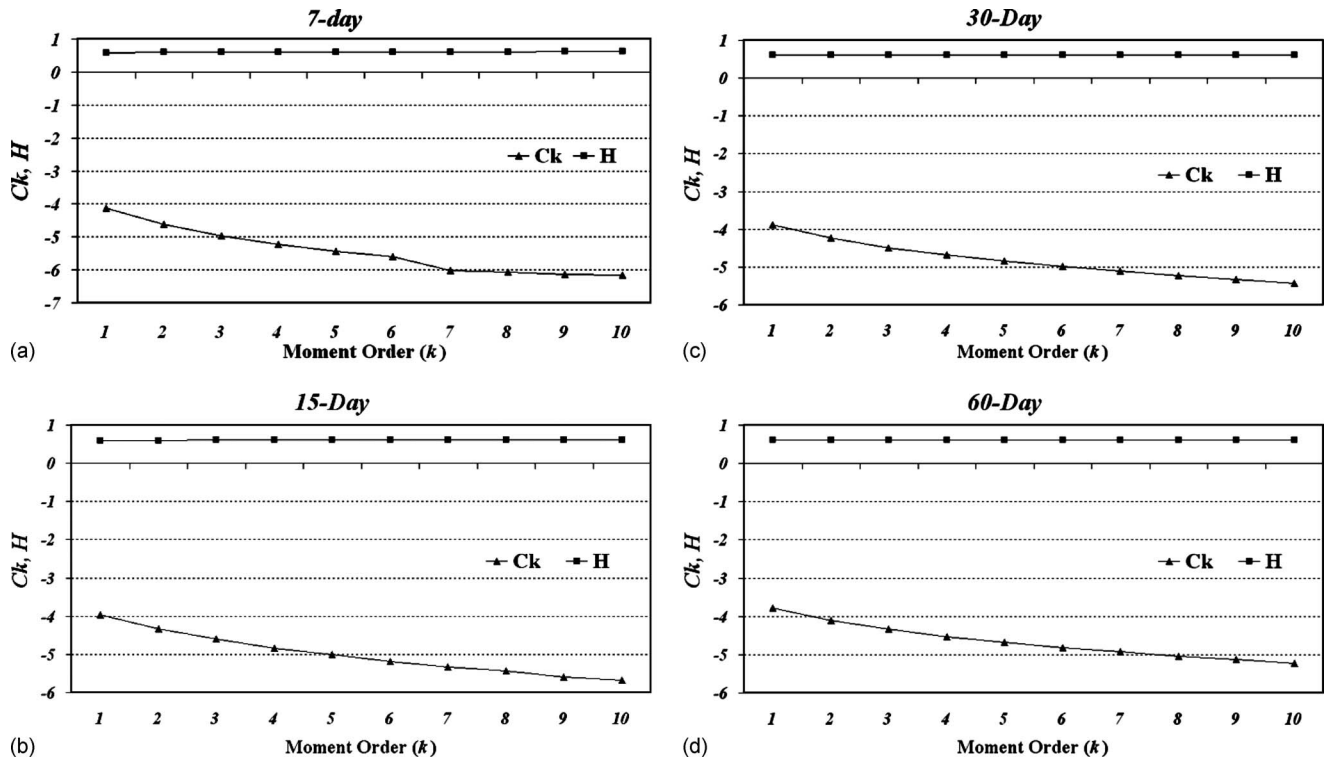 7-day
1
0
-1
-2
-3
-4
-5
-6
-7
Ck, H
Ck H
1 2 3 4 5 6 7 8 9 10
(a) Moment Order (k)
30-Day
1
0
-1
-2
-3
-4
-5
-6
Ck, H
Ck H
1 2 3 4 5 6 7 8 9 10
(c) Moment Order (k)
15-Day
1
0
-1
-2
-3
-4
-5
-6
Ck, H
Ck H
1 2 3 4 5 6 7 8 9 10
(b) Moment Order (k)
60-Day
1
0
-1
-2
-3
-4
-5
-6
Ck, H
Ck H
1 2 3 4 5 6 7 8 9 10
(d) Moment Order (k)